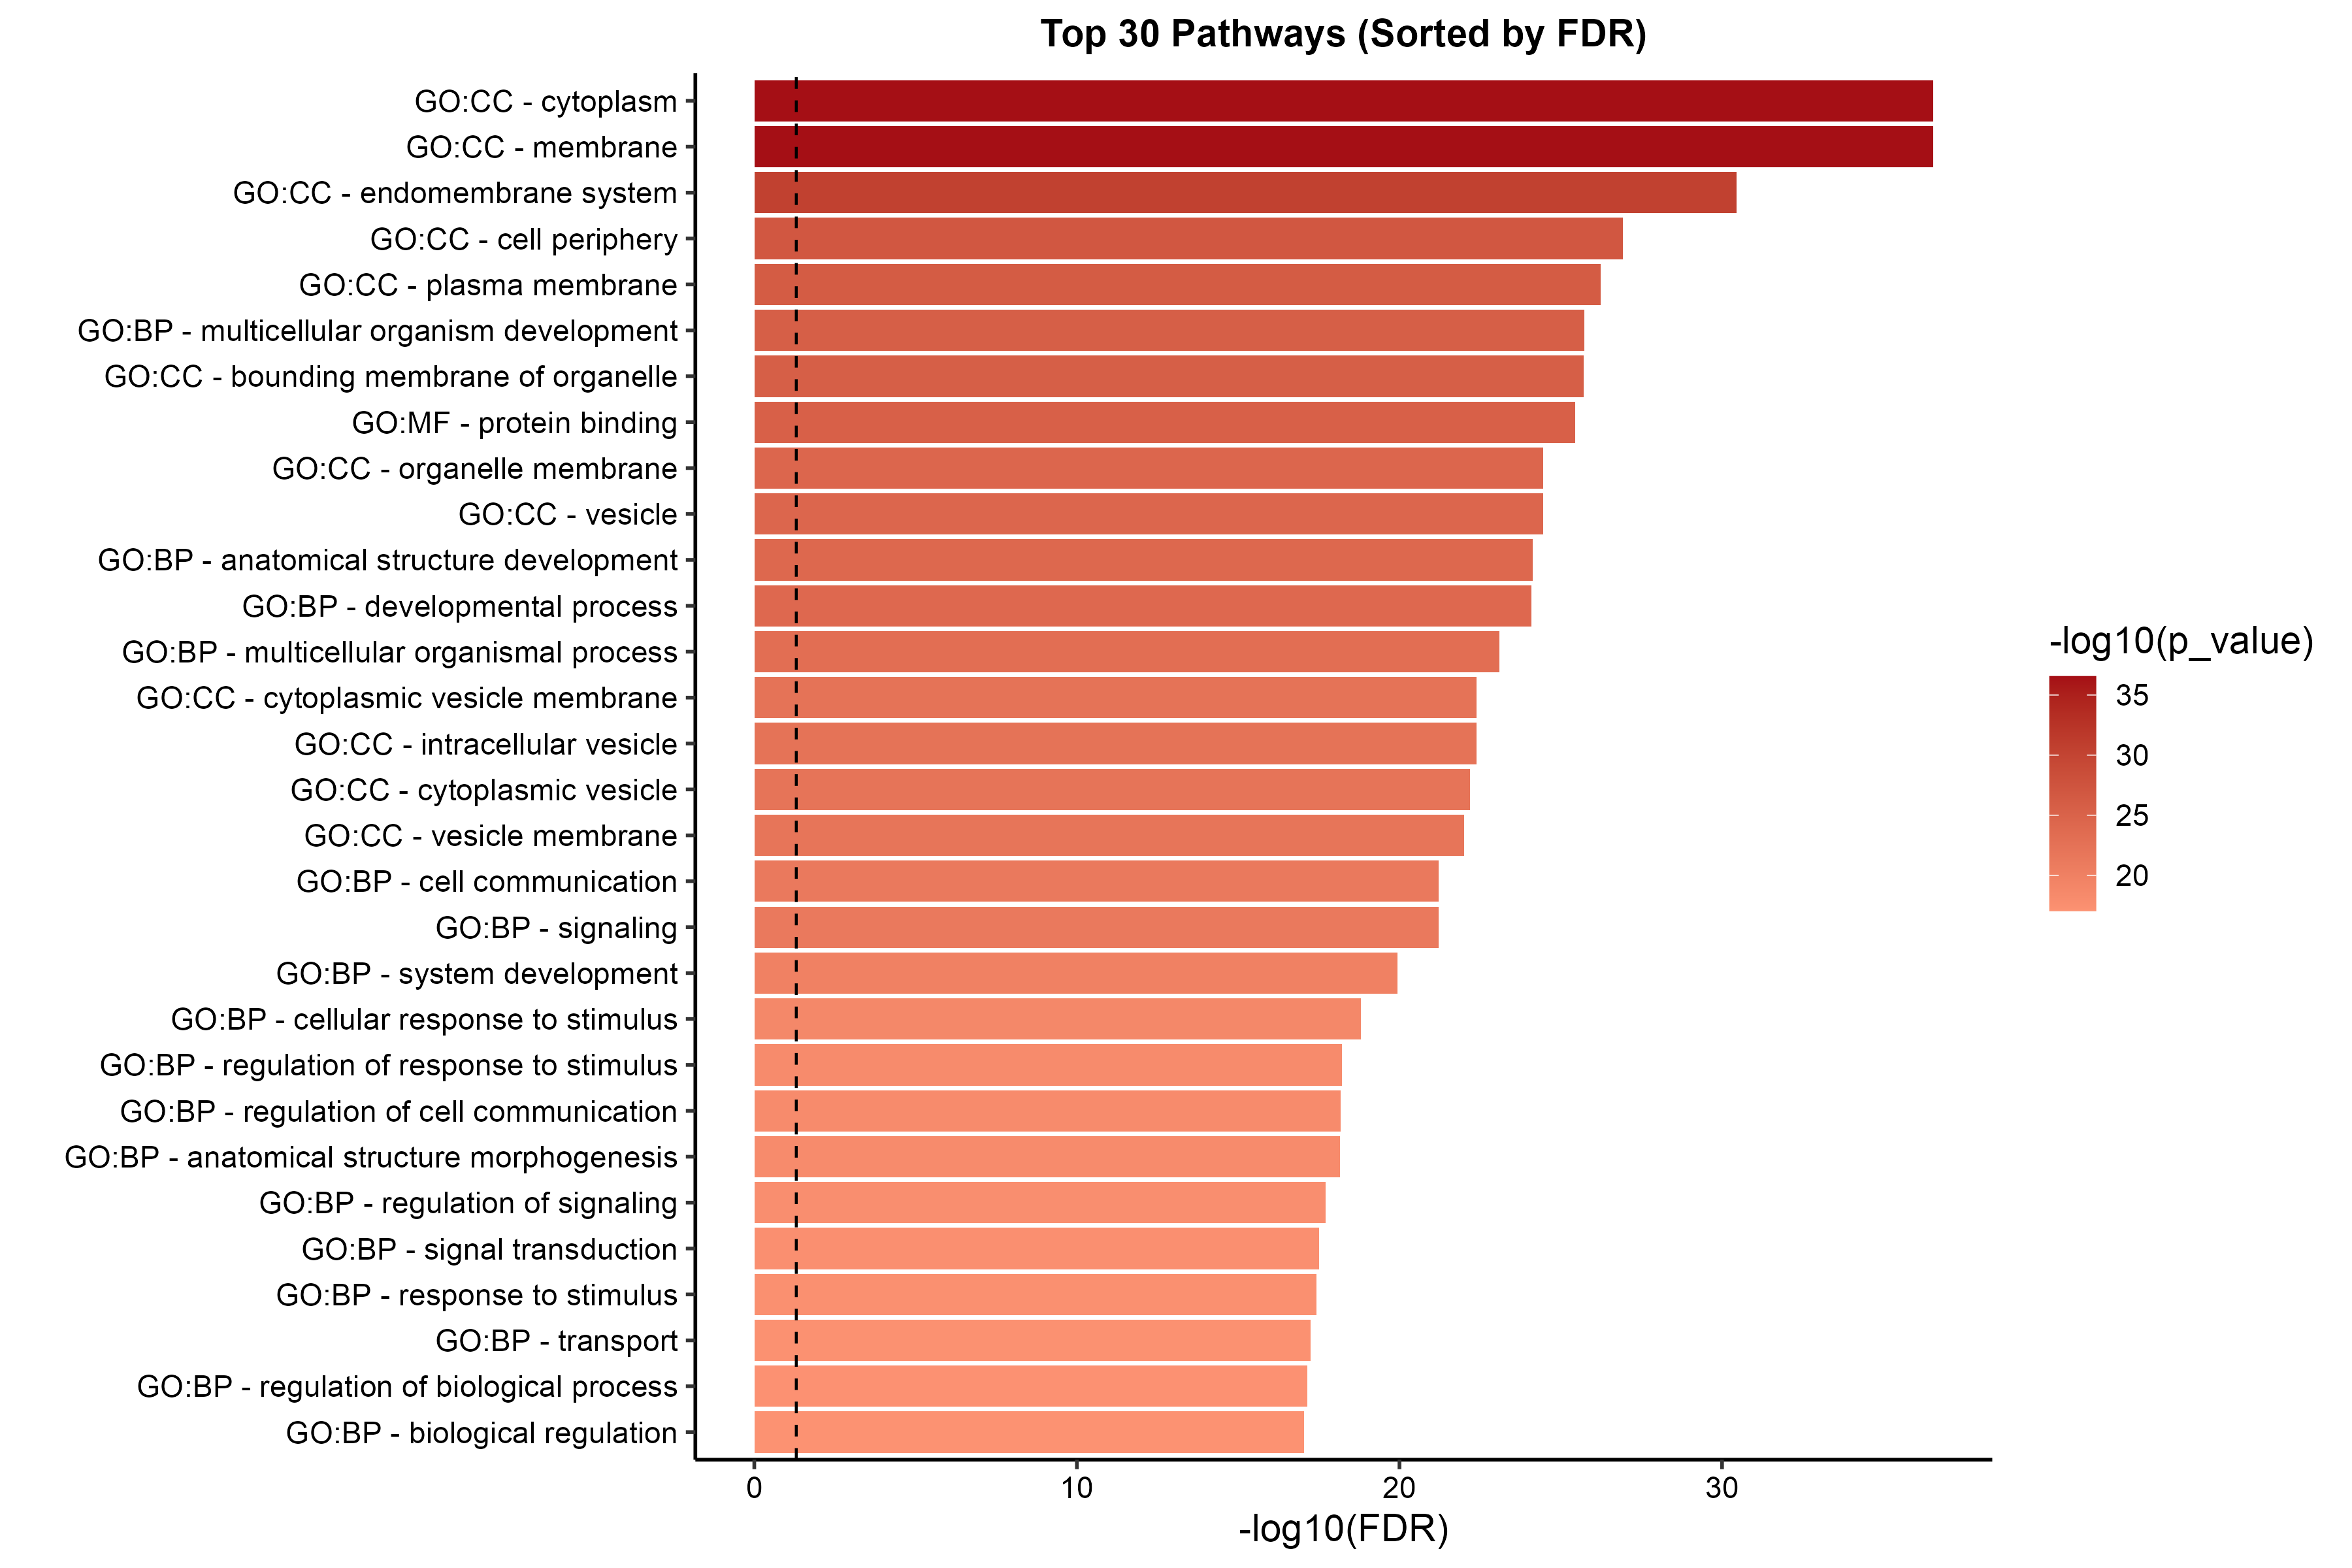 Top 30 Pathways (Sorted by FDR)
GO:CC - cytoplasm
GO:CC - membrane
GO:CC - endomembrane system
GO:CC - cell periphery
GO:CC - plasma membrane
GO:BP - multicellular organism development
GO:CC - bounding membrane of organelle
GO:MF - protein binding
GO:CC - organelle membrane
GO:CC - vesicle
GO:BP - anatomical structure development
GO:BP - developmental process
GO:BP - multicellular organismal process
GO:CC - cytoplasmic vesicle membrane
GO:CC - intracellular vesicle
GO:CC - cytoplasmic vesicle
GO:CC - vesicle membrane
GO:BP - cell communication
GO:BP - signaling
GO:BP - system development
GO:BP - cellular response to stimulus
GO:BP - regulation of response to stimulus
GO:BP - regulation of cell communication
GO:BP - anatomical structure morphogenesis
GO:BP - regulation of signaling
GO:BP - signal transduction
GO:BP - response to stimulus
GO:BP - transport
GO:BP - regulation of biological process
GO:BP - biological regulation
0 10 20 30
-log10(FDR)
-log10(p_value)
35
30
25
20